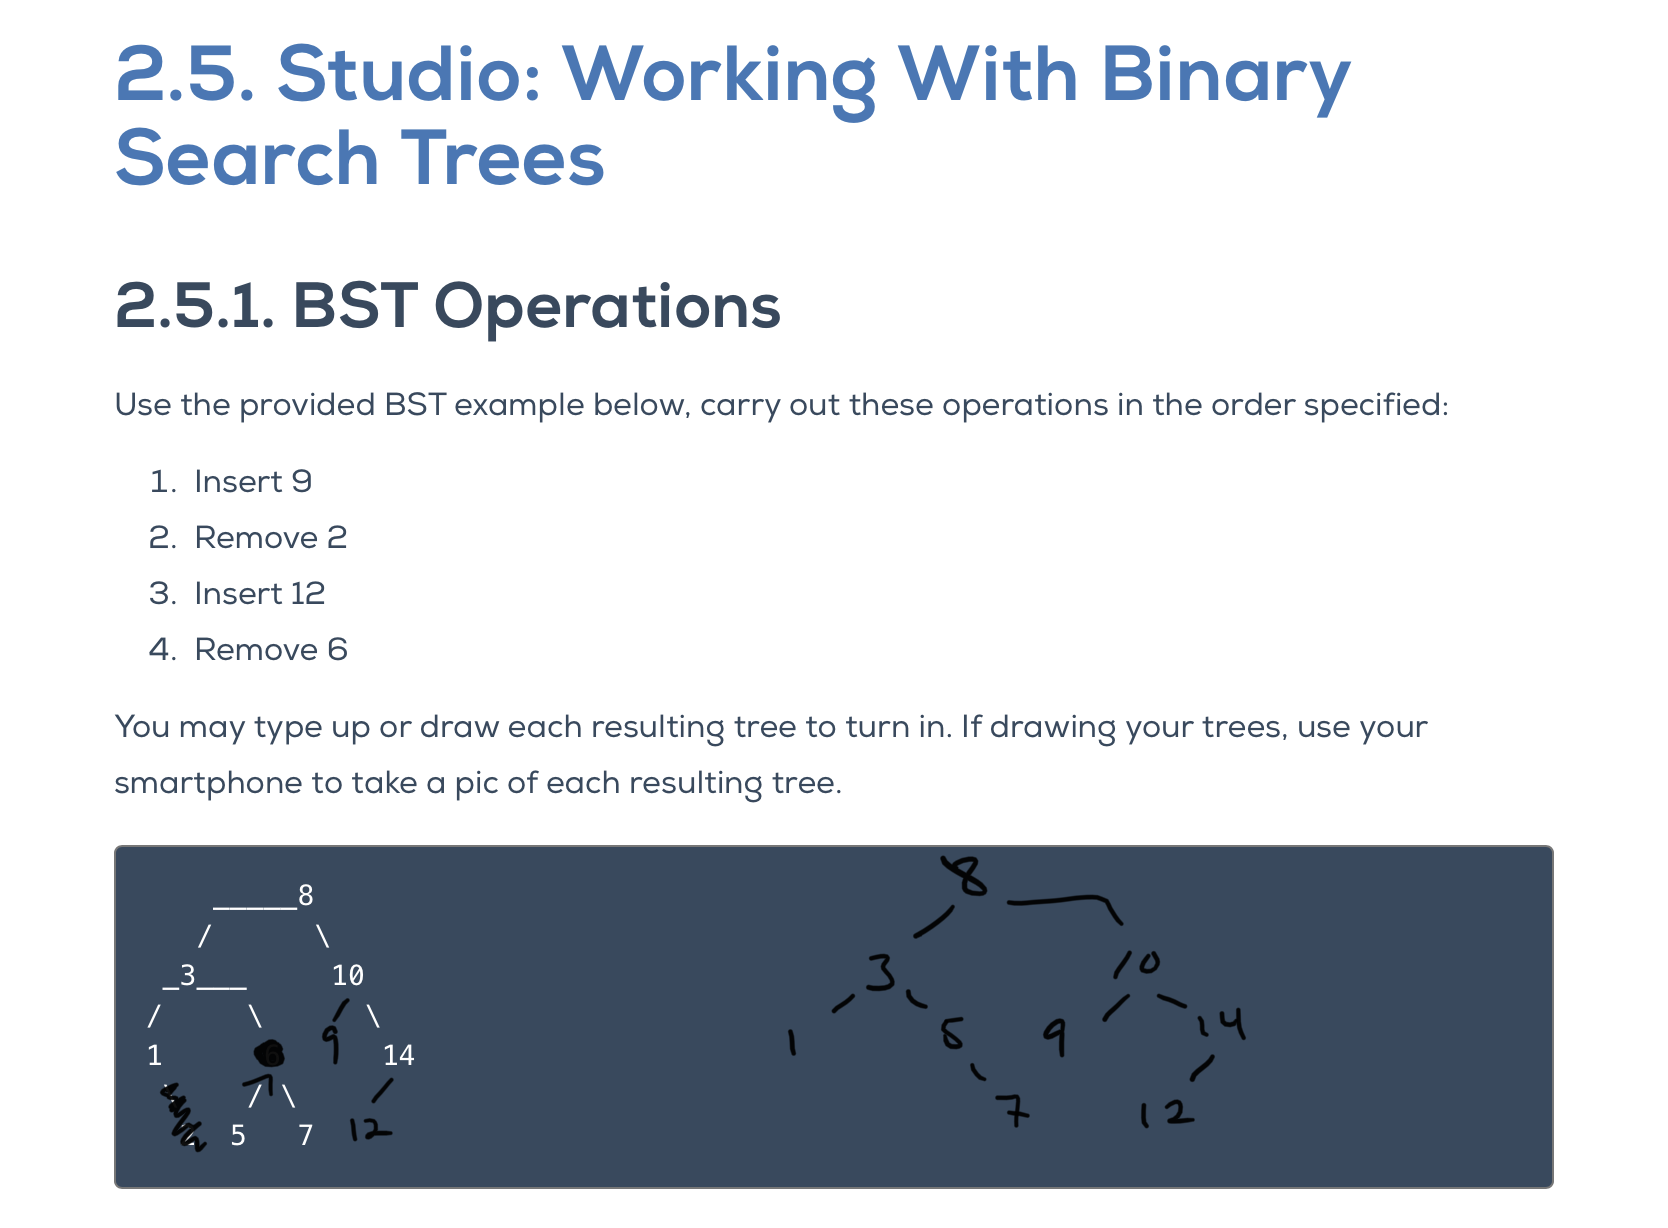 2.5. Studio: Working With Binary
Search Trees
2.5.1. BST Operations
Use the provided BST example below, carry out these operations in the order specified:
1. Insert 9
2. Remove 2
3. Insert 12
4. Remove 6
You may type up or draw each resulting tree to turn in. If drawing your trees, use your
smartphone to take a pic of each resulting tree.
_____8
/ \
_3___ 10
/ \ / \
1 6 9 14
/ \ /
5 7 12
8
3 10
1 5 9 14
7 12